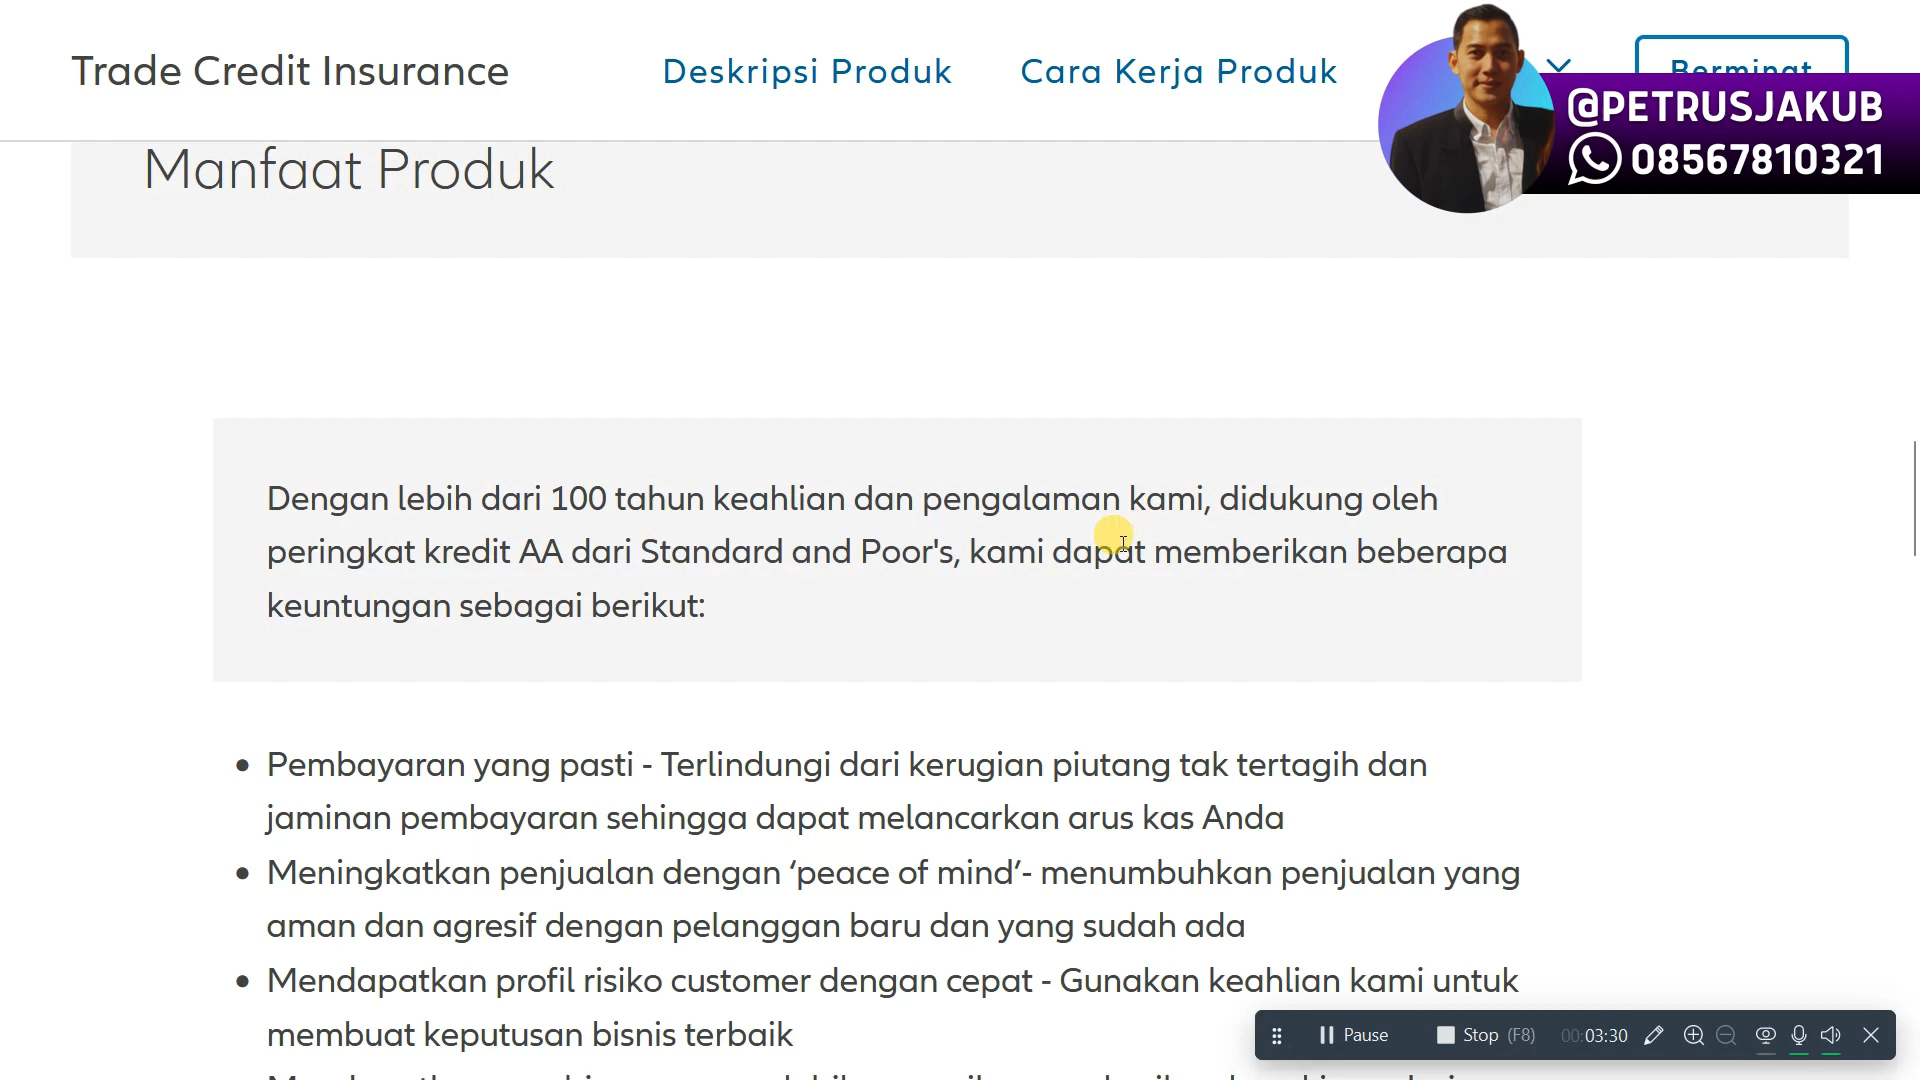 Trade Credit Insurance
Deskripsi Produk
Cara Kerja Produk
Berminat
@PETRUSJAKUB
08567810321
Manfaat Produk
Dengan lebih dari 100 tahun keahlian dan pengalaman kami, didukung oleh
peringkat kredit AA dari Standard and Poor's, kami dapat memberikan beberapa
keuntungan sebagai berikut:
• Pembayaran yang pasti - Terlindungi dari kerugian piutang tak tertagih dan
jaminan pembayaran sehingga dapat melancarkan arus kas Anda
• Meningkatkan penjualan dengan ‘peace of mind’- menumbuhkan penjualan yang
aman dan agresif dengan pelanggan baru dan yang sudah ada
• Mendapatkan profil risiko customer dengan cepat - Gunakan keahlian kami untuk
membuat keputusan bisnis terbaik
Pause
Stop (F8)
00:03:30